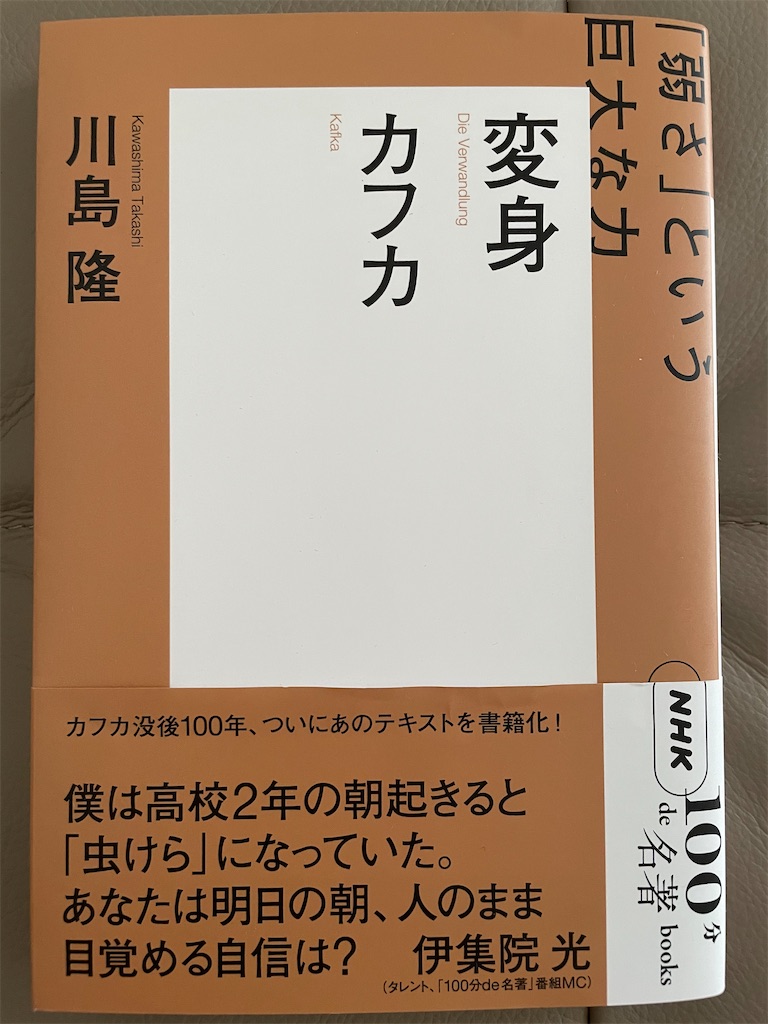 「弱さ」という
巨大な力
変身
Die Verwandlung
カフカ
Kafka
Kawashima Takashi
川島 隆
カフカ没後100年、ついにあのテキストを書籍化!
僕は高校2年の朝起きると
「虫けら」になっていた。
あなたは明日の朝、人のまま
目覚める自信は? 伊集院 光
(タレント、「100分de名著」番組MC)
NHK
100分
de 名著 books